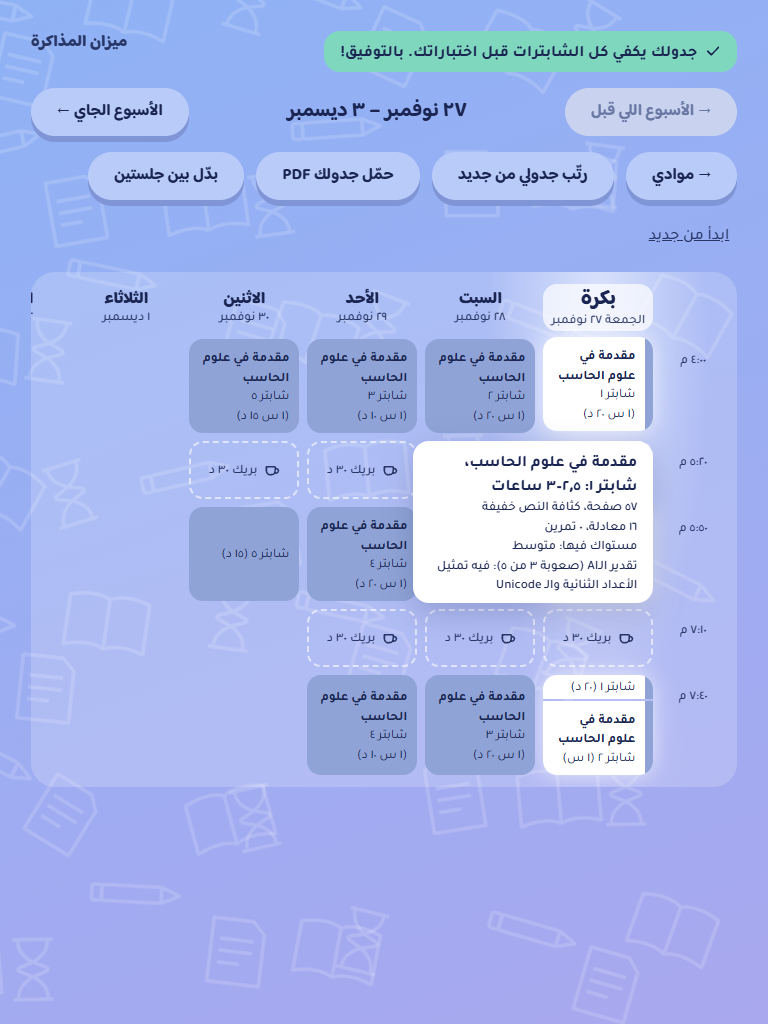 جدولك يكفي كل الشابترات قبل اختباراتك. بالتوفيق!
ميزان المذاكرة
→ الأسبوع اللي قبل
٢٧ نوفمبر – ٣ ديسمبر
الأسبوع الجاي ←
→ موادي
رتّب جدولي من جديد
حمّل جدولك PDF
بدّل بين جلستين
ابدأ من جديد
بكرة
الجمعة ٢٧ نوفمبر
السبت
٢٨ نوفمبر
الأحد
٢٩ نوفمبر
الاثنين
٣٠ نوفمبر
الثلاثاء
١ ديسمبر
٤:٠٠ م
مقدمة في
علوم الحاسب
شابتر ١
(١ س ٢٠ د)
مقدمة في علوم
الحاسب
شابتر ٢
(١ س ٢٠ د)
مقدمة في علوم
الحاسب
شابتر ٣
(١ س ١٠ د)
مقدمة في علوم
الحاسب
شابتر ٥
(١ س ١٥ د)
٥:٢٠ م
مقدمة في علوم الحاسب،
شابتر ١: ٢٫٥-٣ ساعات
٥٧ صفحة، كثافة النص خفيفة
١٦ معادلة، ٠ تمرين
مستواك فيها: متوسط
تقدير الـAI (صعوبة ٣ من ٥): فيه تمثيل
الأعداد الثنائية والـ Unicode
بريك ٣٠ د
بريك ٣٠ د
٥:٥٠ م
مقدمة في علوم
الحاسب
شابتر ٤
(١ س ٢٠ د)
شابتر ٥ (١٥ د)
٧:١٠ م
بريك ٣٠ د
بريك ٣٠ د
بريك ٣٠ د
٧:٤٠ م
شابتر ١ (٢٠ د)
مقدمة في
علوم الحاسب
شابتر ٢ (١ س)
مقدمة في علوم
الحاسب
شابتر ٣
(١ س ٢٠ د)
مقدمة في علوم
الحاسب
شابتر ٤
(١ س ١٠ د)